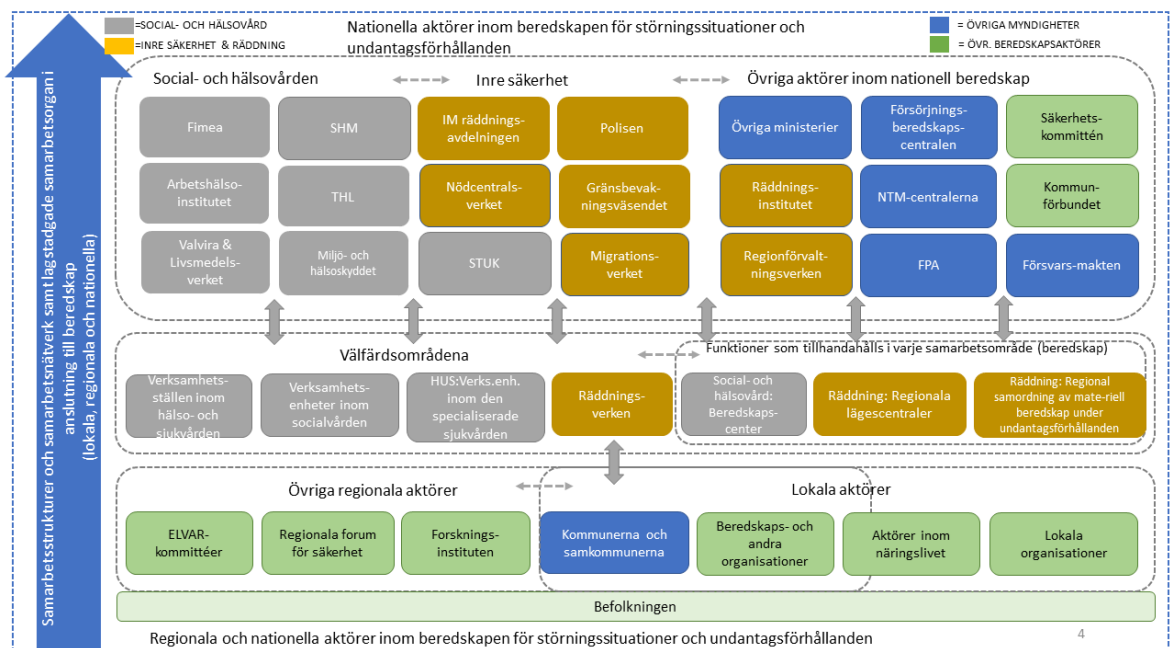 =SOCIAL- OCH HÄLSOVÅRD
=INRE SÄKERHET & RÄDDNING
Nationella aktörer inom beredskapen för störningssituationer och
undantagsförhållanden
= ÖVRIGA MYNDIGHETER
= ÖVR. BEREDSKAPSAKTÖRER
Samarbetsstrukturer och samarbetsnätverk samt lagstadgade samarbetsorgan i
anslutning till beredskap
(lokala, regionala och nationella)
Social- och hälsovården
Inre säkerhet
Övriga aktörer inom nationell beredskap
Fimea
SHM
IM räddnings-
avdelningen
Polisen
Övriga ministerier
Försörjnings-
beredskaps-
centralen
Säkerhets-
kommittén
Arbetshälso-
institutet
THL
Nödcentrals-
verket
Gränsbevak-
ningsväsendet
Räddnings-
institutet
NTM-centralerna
Kommun-
förbundet
Valvira &
Livsmedels-
verket
Miljö- och
hälsoskyddet
STUK
Migrations-
verket
Regionförvalt-
ningsverken
FPA
Försvars-makten
Välfärdsområdena
Funktioner som tillhandahålls i varje samarbetsområde (beredskap)
Verksamhets-
ställen inom
hälso- och
sjukvården
Verksamhets-
enheter inom
socialvården
HUS:Verks.enh.
inom den
specialiserade
sjukvården
Räddnings-
verken
Social- och
hälsovård:
Beredskaps-
center
Räddning: Regionala
lägescentraler
Räddning: Regional
samordning av mate-riell
beredskap under
undantagsförhållanden
Övriga regionala aktörer
Lokala aktörer
ELVAR-
kommittéer
Regionala forum
för säkerhet
Forsknings-
instituten
Kommunerna och
samkommunerna
Beredskaps- och
andra
organisationer
Aktörer inom
näringslivet
Lokala
organisationer
Befolkningen
Regionala och nationella aktörer inom beredskapen för störningssituationer och undantagsförhållanden
4